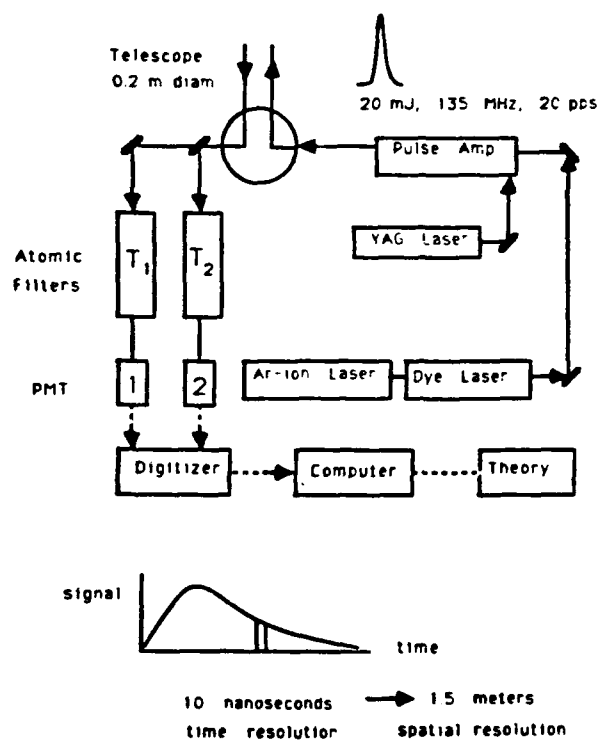 Telescope
0.2 m diam
20 mJ, 135 MHz, 20 pps
Pulse Amp
YAG Laser
Atomic
Filters
T1
T2
Ar-ion Laser
Dye Laser
PMT
1
2
Digitizer
Computer
Theory
signal
time
10 nanoseconds
1.5 meters
time resolution
spatial resolution